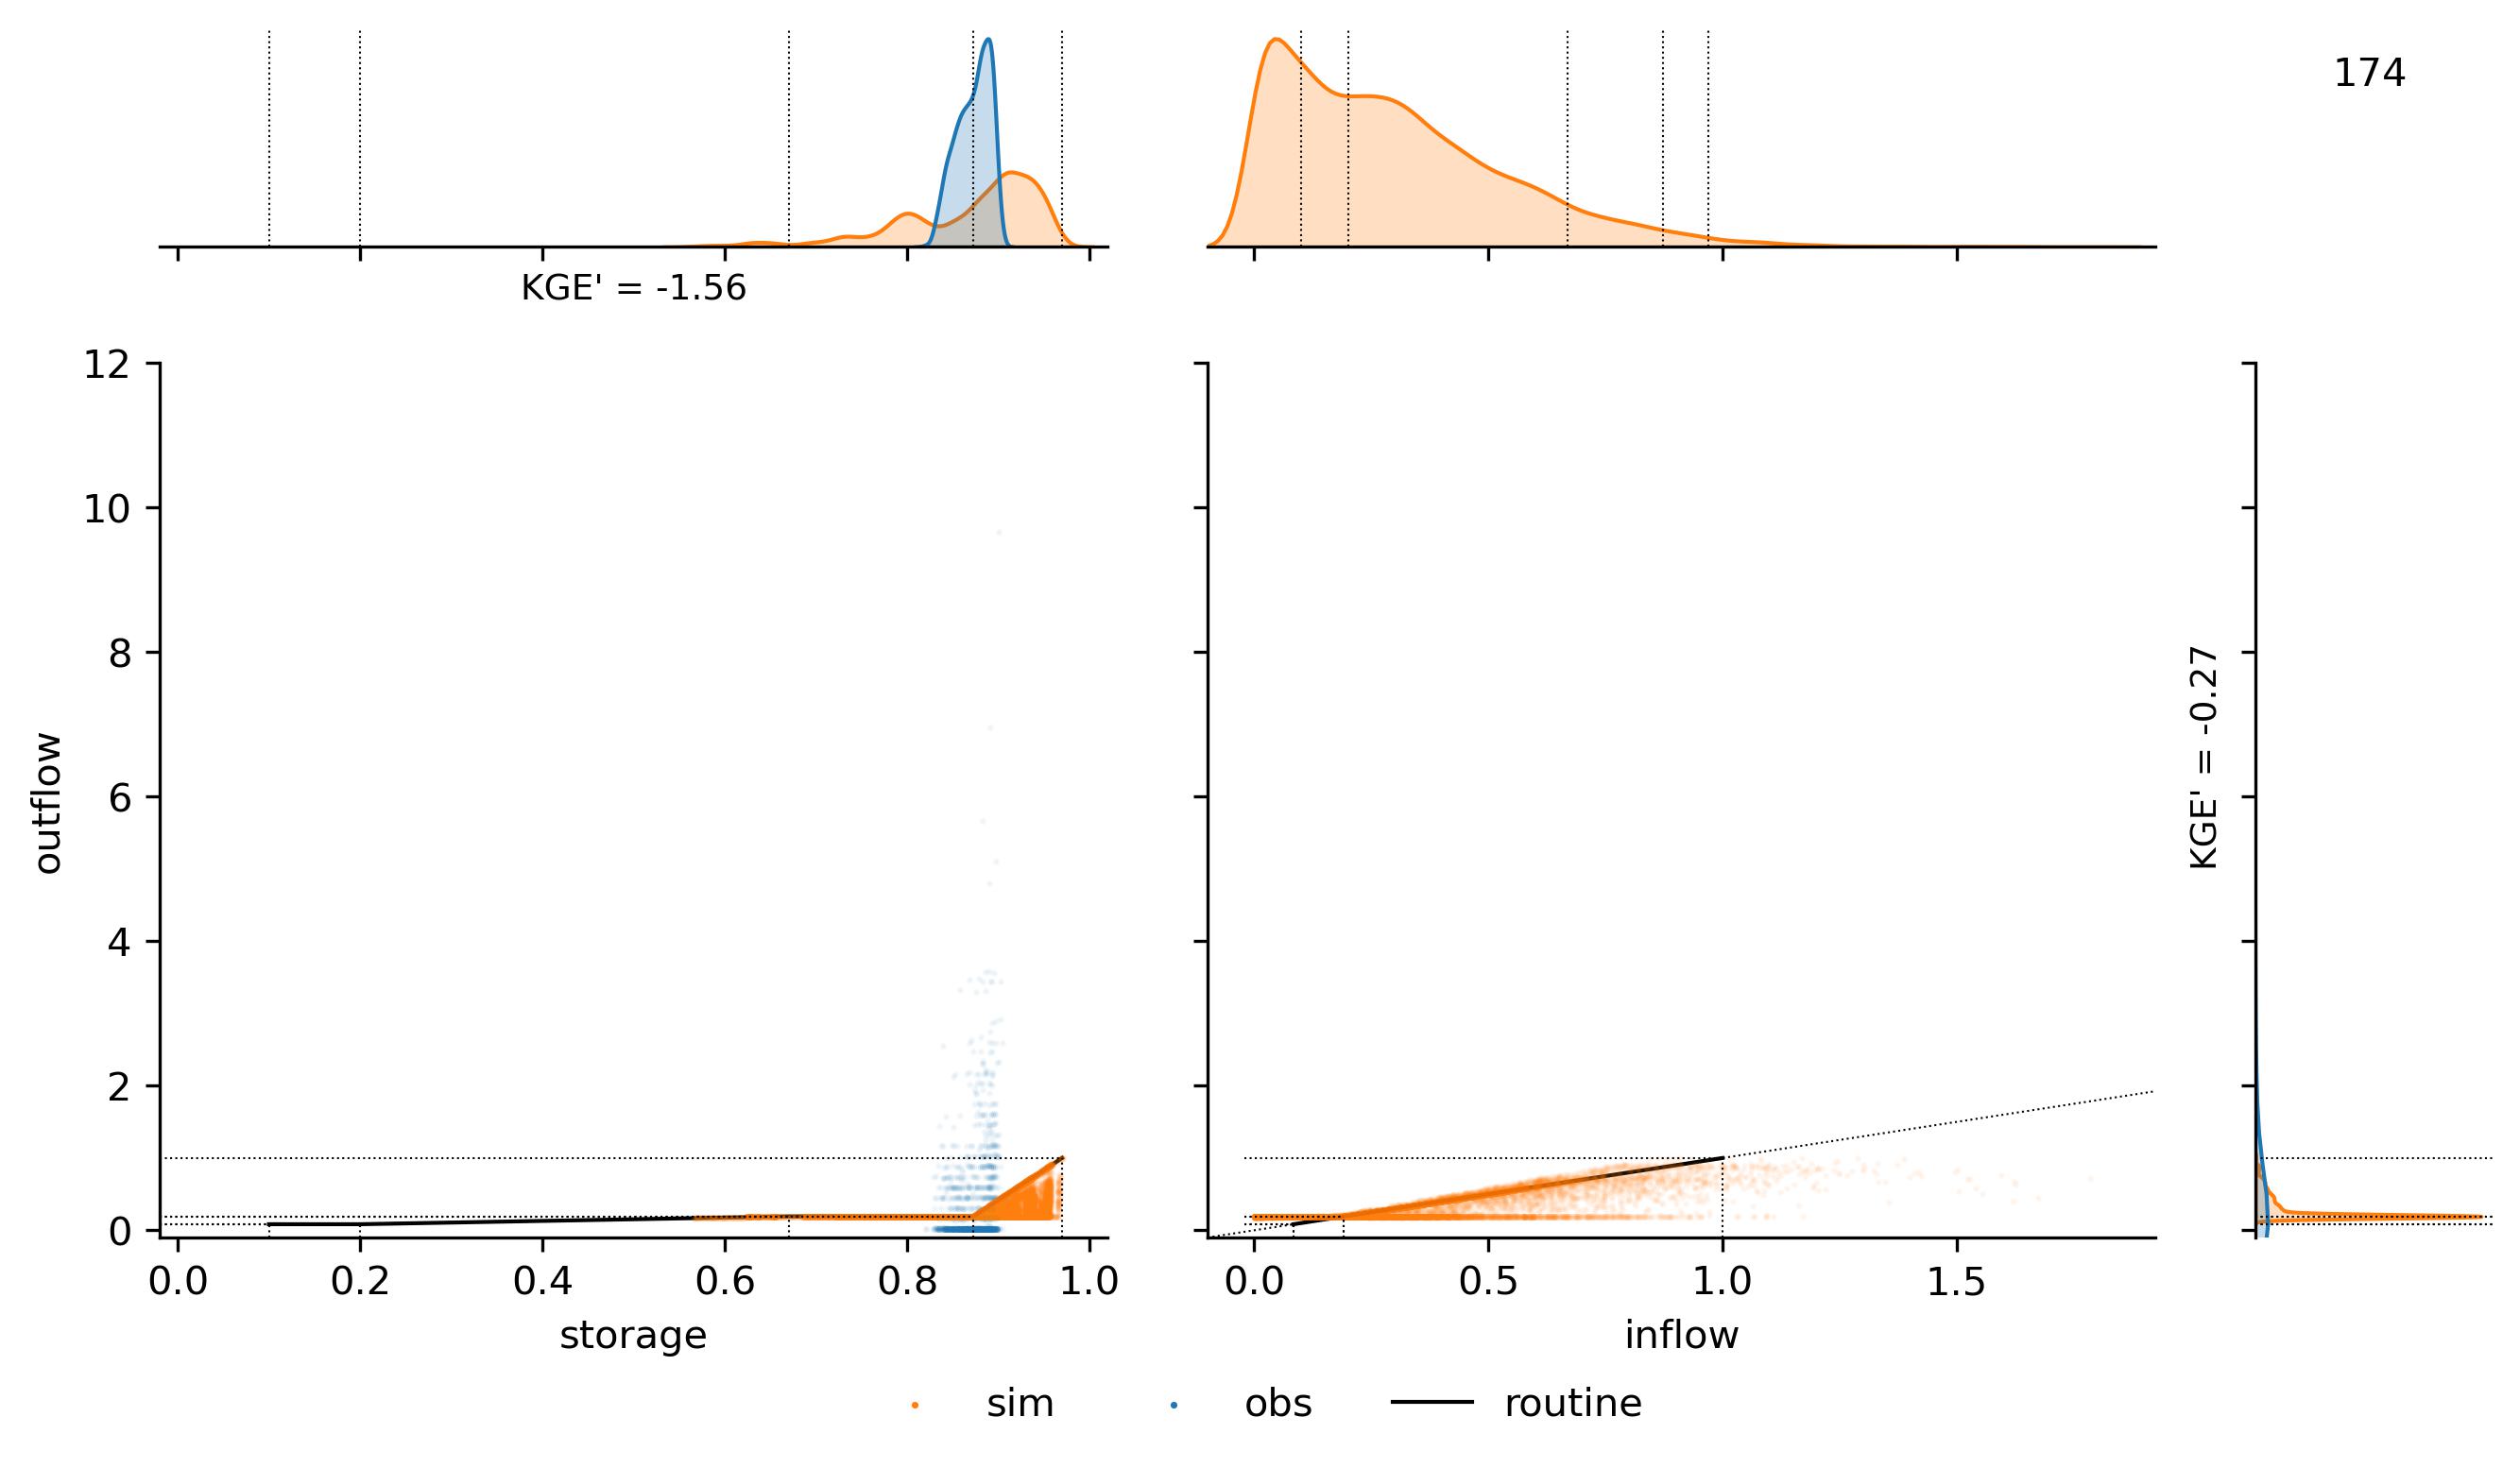 174
KGE' = -1.56
12
10
8
6
4
2
0
outflow
KGE' = -0.27
0.0 0.2 0.4 0.6 0.8 1.0
0.0 0.5 1.0 1.5
storage
inflow
sim obs routine